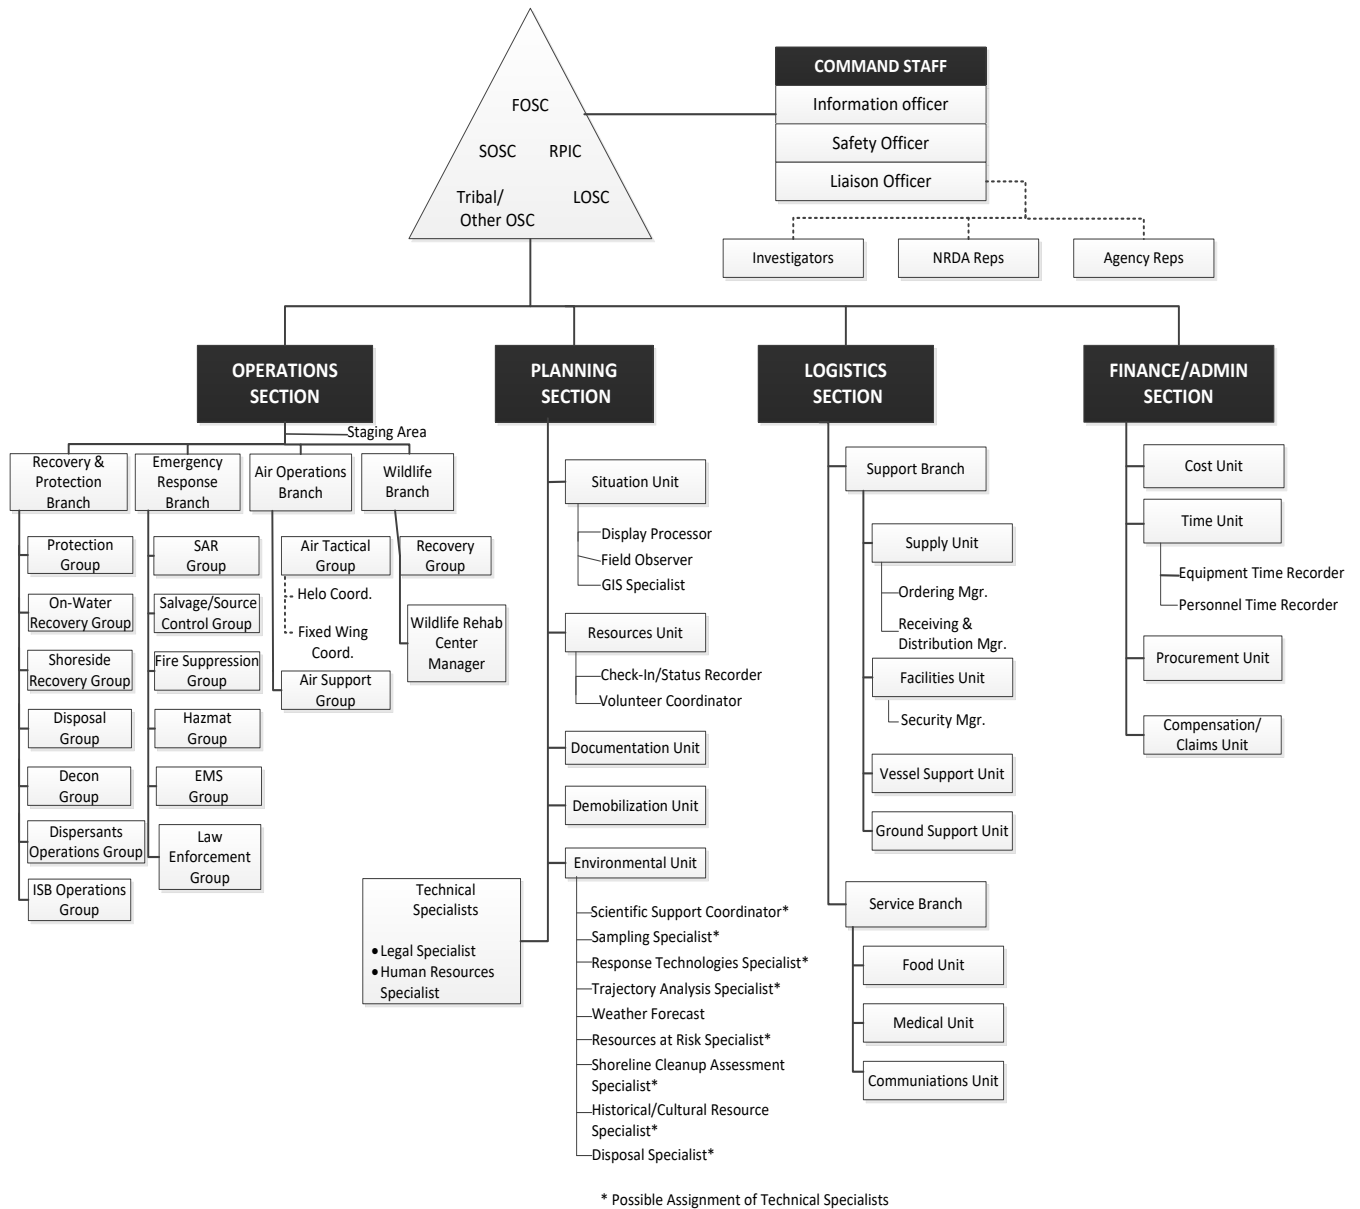 FOSC
SOSC RPIC
Tribal/ LOSC
Other OSC
COMMAND STAFF
Information officer
Safety Officer
Liaison Officer
Investigators
NRDA Reps
Agency Reps
OPERATIONS
SECTION
PLANNING
SECTION
LOGISTICS
SECTION
FINANCE/ADMIN
SECTION
Staging Area
Recovery &
Protection
Branch
Protection
Group
On-Water
Recovery Group
Shoreside
Recovery Group
Disposal
Group
Decon
Group
Dispersants
Operations Group
ISB Operations
Group
Emergency
Response
Branch
SAR
Group
Salvage/Source
Control Group
Fire Suppression
Group
Hazmat
Group
EMS
Group
Law
Enforcement
Group
Air Operations
Branch
Air Tactical
Group
Helo Coord.
Fixed Wing
Coord.
Air Support
Group
Wildlife
Branch
Recovery
Group
Wildlife Rehab
Center
Manager
Situation Unit
Display Processor
Field Observer
GIS Specialist
Resources Unit
Check-In/Status Recorder
Volunteer Coordinator
Documentation Unit
Demobilization Unit
Environmental Unit
Technical
Specialists
• Legal Specialist
• Human Resources
Specialist
Scientific Support Coordinator*
Sampling Specialist*
Response Technologies Specialist*
Trajectory Analysis Specialist*
Weather Forecast
Resources at Risk Specialist*
Shoreline Cleanup Assessment
Specialist*
Historical/Cultural Resource
Specialist*
Disposal Specialist*
Support Branch
Supply Unit
Ordering Mgr.
Receiving &
Distribution Mgr.
Facilities Unit
Security Mgr.
Vessel Support Unit
Ground Support Unit
Service Branch
Food Unit
Medical Unit
Communiations Unit
Cost Unit
Time Unit
Equipment Time Recorder
Personnel Time Recorder
Procurement Unit
Compensation/
Claims Unit
* Possible Assignment of Technical Specialists